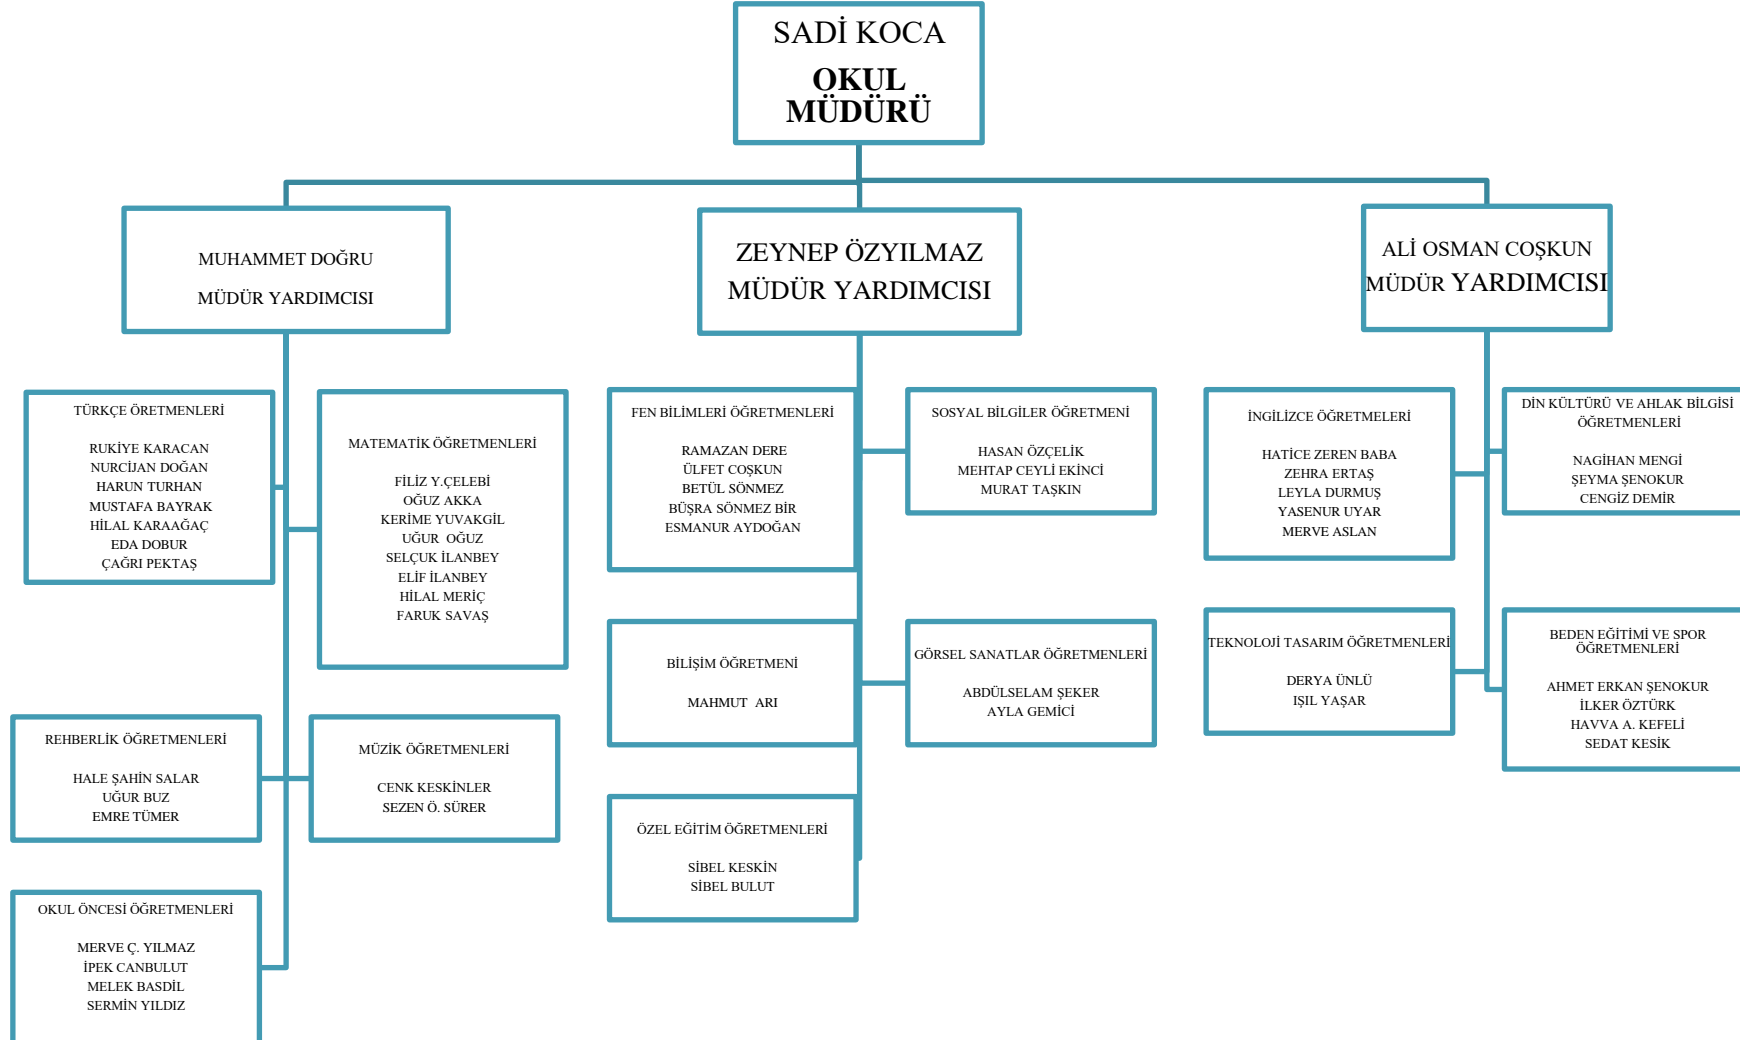 SADİ KOCA
OKUL
MÜDÜRÜ
MUHAMMET DOĞRU
MÜDÜR YARDIMCISI
ZEYNEP ÖZYILMAZ
MÜDÜR YARDIMCISI
ALİ OSMAN COŞKUN
MÜDÜR YARDIMCISI
TÜRKÇE ÖRETMENLERİ
RUKİYE KARACAN
NURCİJAN DOĞAN
HARUN TURHAN
MUSTAFA BAYRAK
HİLAL KARAAĞAÇ
EDA DOBUR
ÇAĞRI PEKTAŞ
MATEMATİK ÖĞRETMENLERİ
FİLİZ Y.ÇELEBİ
OĞUZ AKKA
KERİME YUVAKGİL
UĞUR OĞUZ
SELÇUK İLANBEY
ELİF İLANBEY
HİLAL MERİÇ
FARUK SAVAŞ
REHBERLİK ÖĞRETMENLERİ
HALE ŞAHİN SALAR
UĞUR BUZ
EMRE TÜMER
MÜZİK ÖĞRETMENLERİ
CENK KESKİNLER
SEZEN Ö. SÜRER
OKUL ÖNCESİ ÖĞRETMENLERİ
MERVE Ç. YILMAZ
İPEK CANBULUT
MELEK BASDİL
SERMİN YILDIZ
FEN BİLİMLERİ ÖĞRETMENLERİ
RAMAZAN DERE
ÜLFET COŞKUN
BETÜL SÖNMEZ
BÜŞRA SÖNMEZ BİR
ESMANUR AYDOĞAN
SOSYAL BİLGİLER ÖĞRETMENİ
HASAN ÖZÇELİK
MEHTAP CEYLİ EKİNCİ
MURAT TAŞKIN
BİLİŞİM ÖĞRETMENİ
MAHMUT ARI
GÖRSEL SANATLAR ÖĞRETMENLERİ
ABDÜLSELAM ŞEKER
AYLA GEMİCİ
ÖZEL EĞİTİM ÖĞRETMENLERİ
SİBEL KESKİN
SİBEL BULUT
İNGİLİZCE ÖĞRETMELERİ
HATİCE ZEREN BABA
ZEHRA ERTAŞ
LEYLA DURMUŞ
YASENUR UYAR
MERVE ASLAN
DİN KÜLTÜRÜ VE AHLAK BİLGİSİ
ÖĞRETMENLERİ
NAGİHAN MENGİ
ŞEYMA ŞENOKUR
CENGİZ DEMİR
TEKNOLOJİ TASARIM ÖĞRETMENLERİ
DERYA ÜNLÜ
IŞIL YAŞAR
BEDEN EĞİTİMİ VE SPOR
ÖĞRETMENLERİ
AHMET ERKAN ŞENOKUR
İLKER ÖZTÜRK
HAVVA A. KEFELİ
SEDAT KESİK